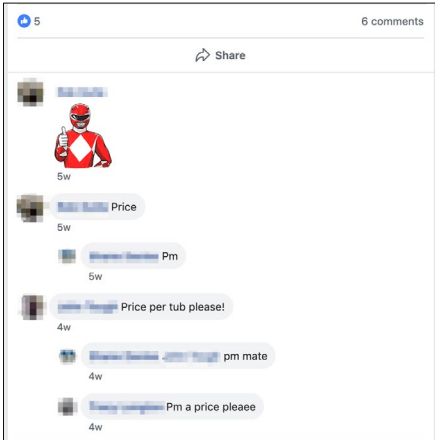 5
6 comments
Share
5w
Price
5w
Pm
5w
Price per tub please!
4w
pm mate
4w
Pm a price pleaee
4w